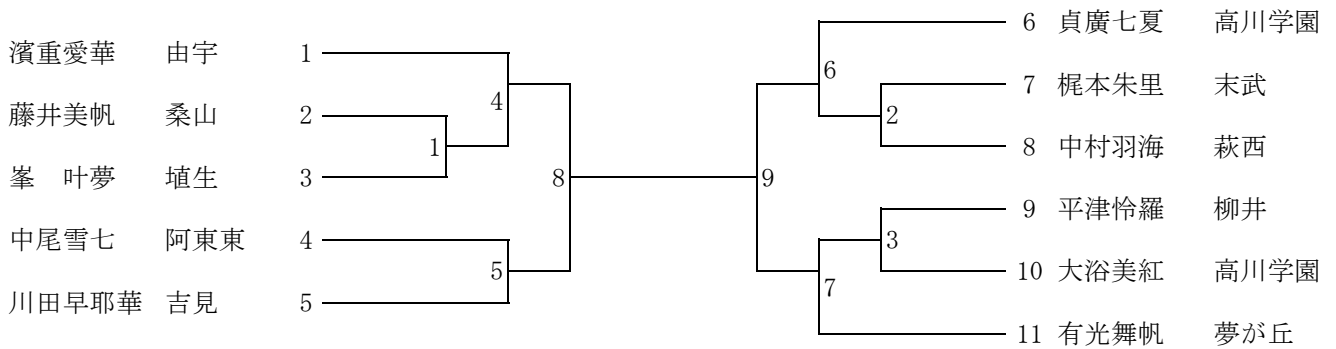 濱重愛華 由宇 1
藤井美帆 桑山 2
峯 叶夢 埴生 3
中尾雪七 阿東東 4
川田早耶華 吉見 5
1
4
5
8
9
6
2
3
7
6 貞廣七夏 高川学園
7 梶本朱里 末武
8 中村羽海 萩西
9 平津怜羅 柳井
10 大浴美紅 高川学園
11 有光舞帆 夢が丘